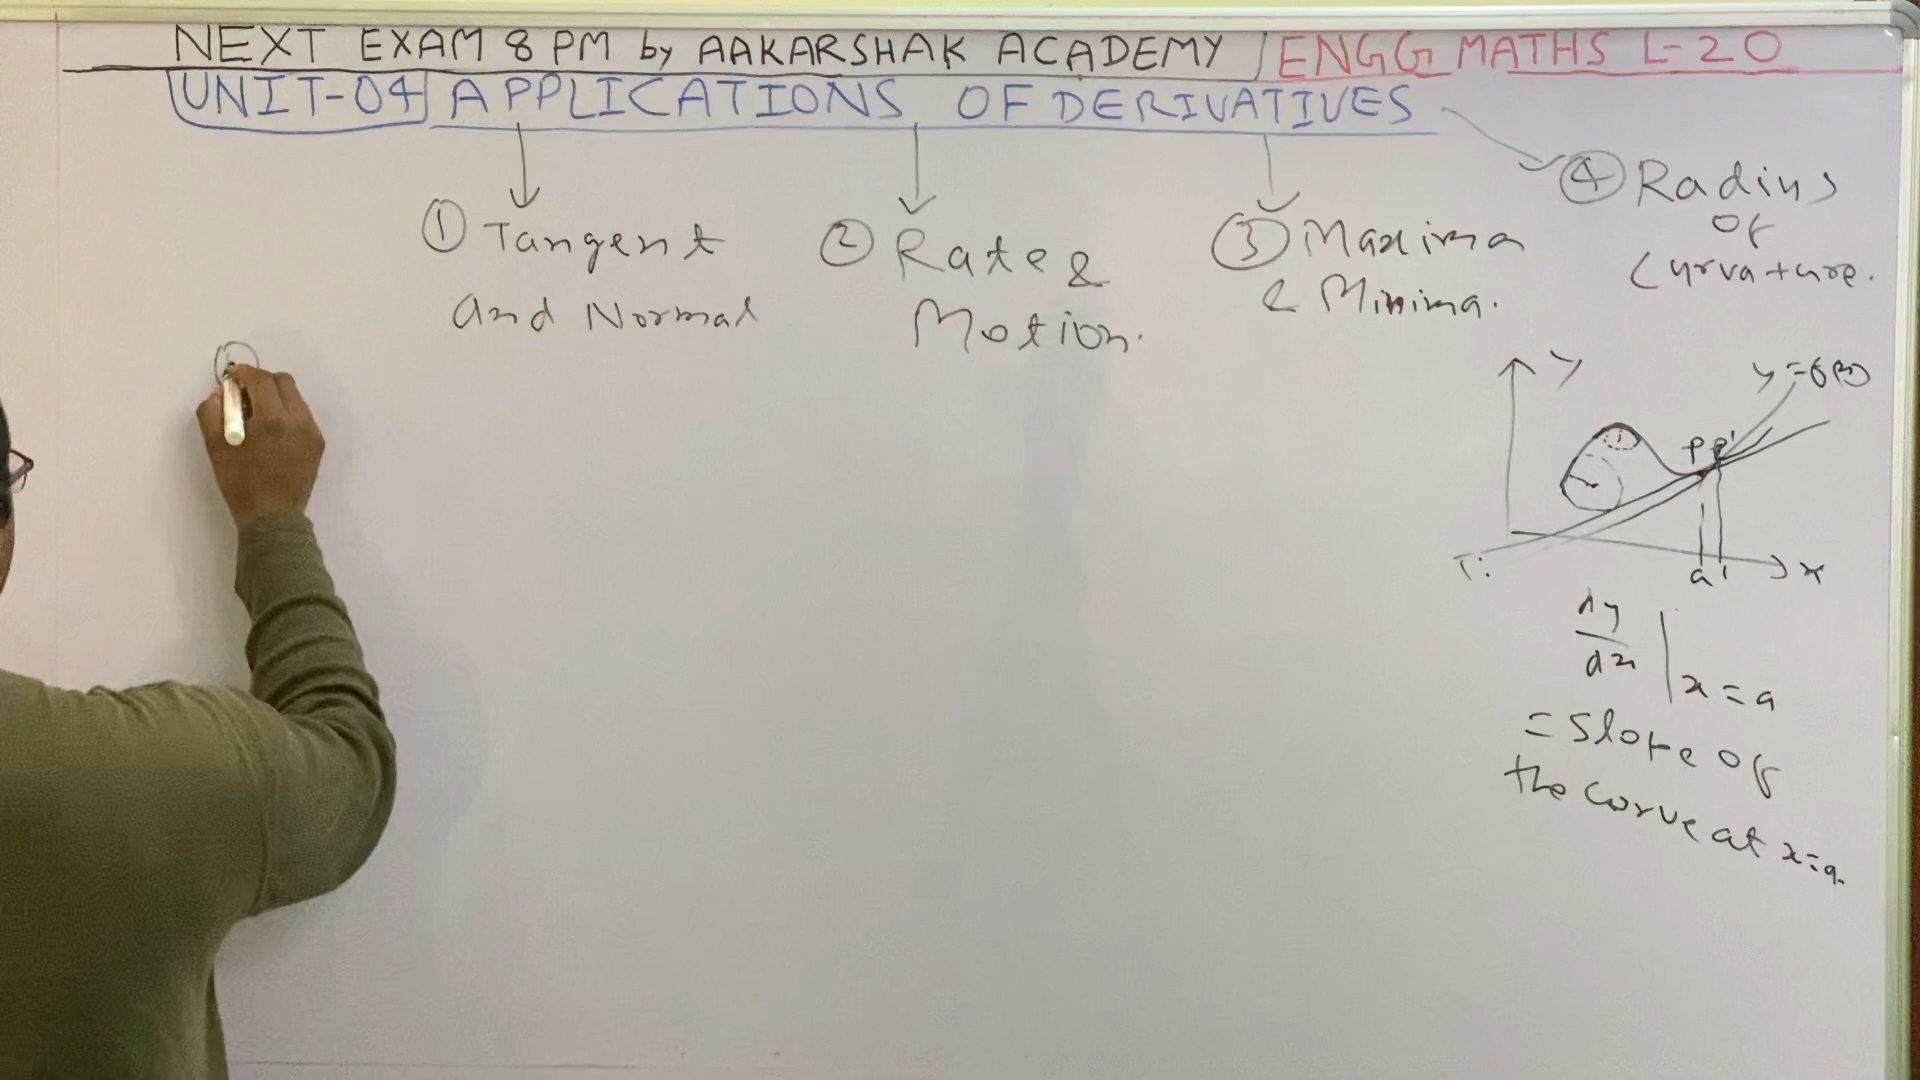 NEXT EXAM 8 PM by AAKARSHAK ACADEMY ENGG MATHS L-20
UNIT-04 APPLICATIONS OF DERIVATIVES
① Tangent
and Normal
② Rate &
Motion.
③ Maxima
& Minima.
④ Radius
of
Curvature.
y
y = f(x)
P P'
a
x
dy
dx
x = a
= slope of
the curve at x=a.